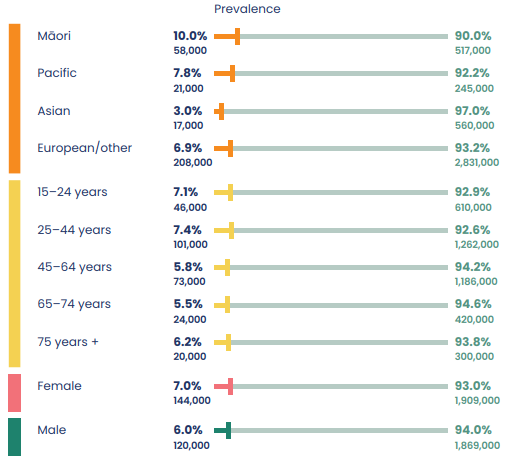 Prevalence
Māori 10.0% 90.0%
58,000 517,000
Pacific 7.8% 92.2%
21,000 245,000
Asian 3.0% 97.0%
17,000 560,000
European/other 6.9% 93.2%
208,000 2,831,000
15–24 years 7.1% 92.9%
46,000 610,000
25–44 years 7.4% 92.6%
101,000 1,262,000
45–64 years 5.8% 94.2%
73,000 1,186,000
65–74 years 5.5% 94.6%
24,000 420,000
75 years + 6.2% 93.8%
20,000 300,000
Female 7.0% 93.0%
144,000 1,909,000
Male 6.0% 94.0%
120,000 1,869,000